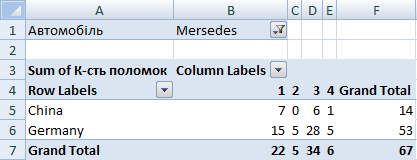 A B C D E F
1 Автомобіль Mersedes
2
3 Sum of К-сть поломок Column Labels
4 Row Labels 1 2 3 4 Grand Total
5 China 7 0 6 1 14
6 Germany 15 5 28 5 53
7 Grand Total 22 5 34 6 67